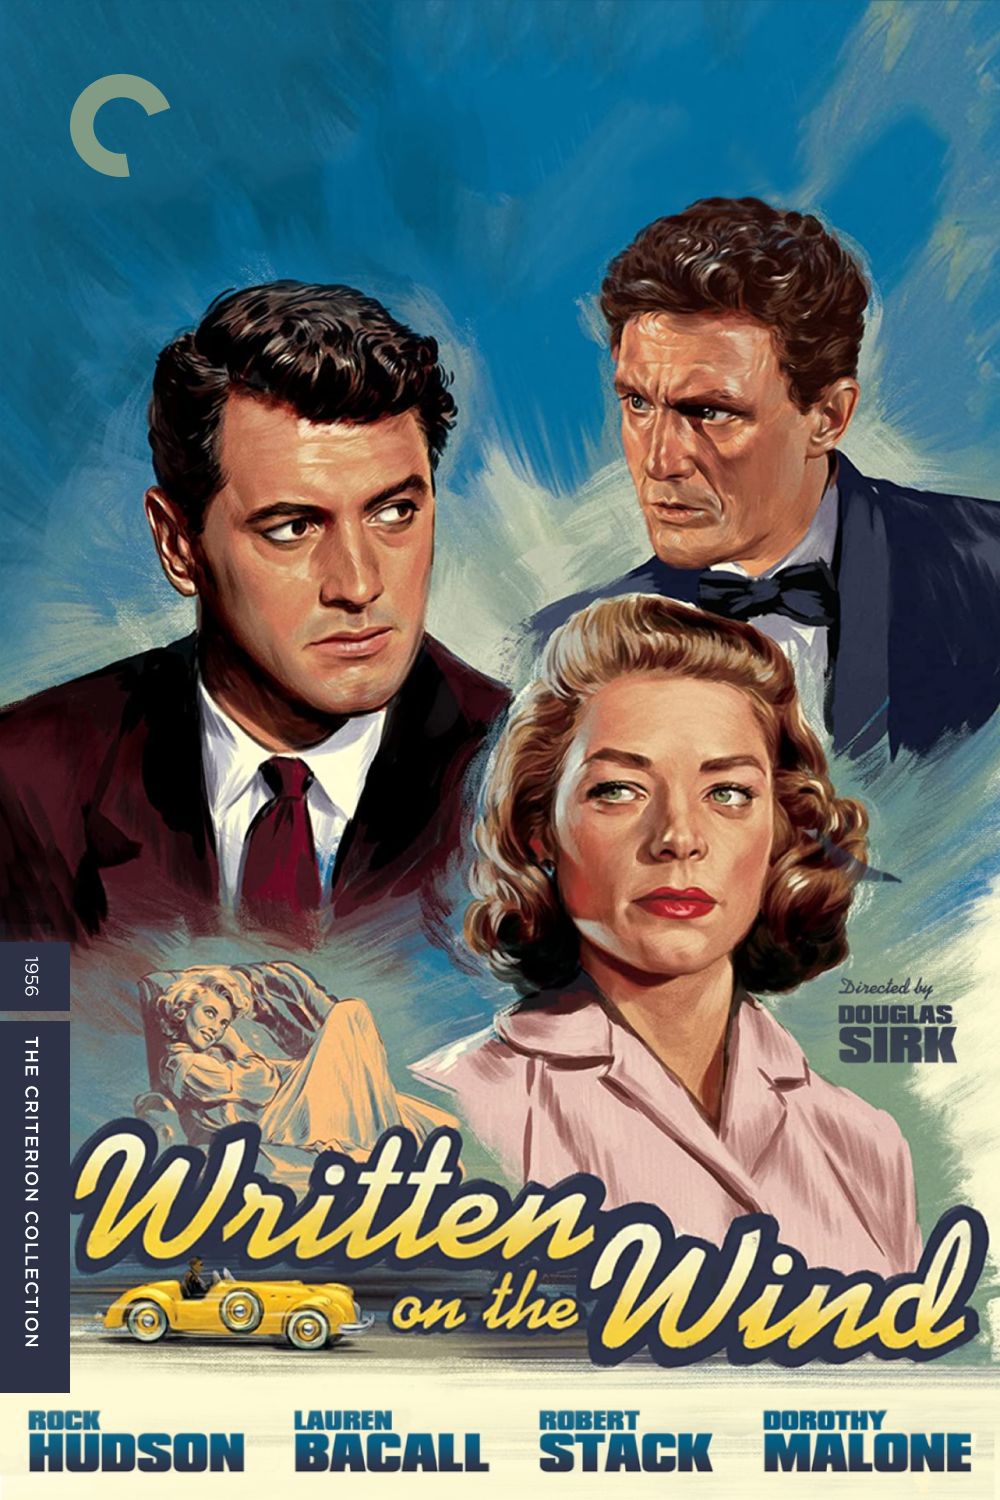 1956
THE CRITERION COLLECTION
Directed by
DOUGLAS
SIRK
Written
on the
Wind
ROCK
HUDSON
LAUREN
BACALL
ROBERT
STACK
DOROTHY
MALONE